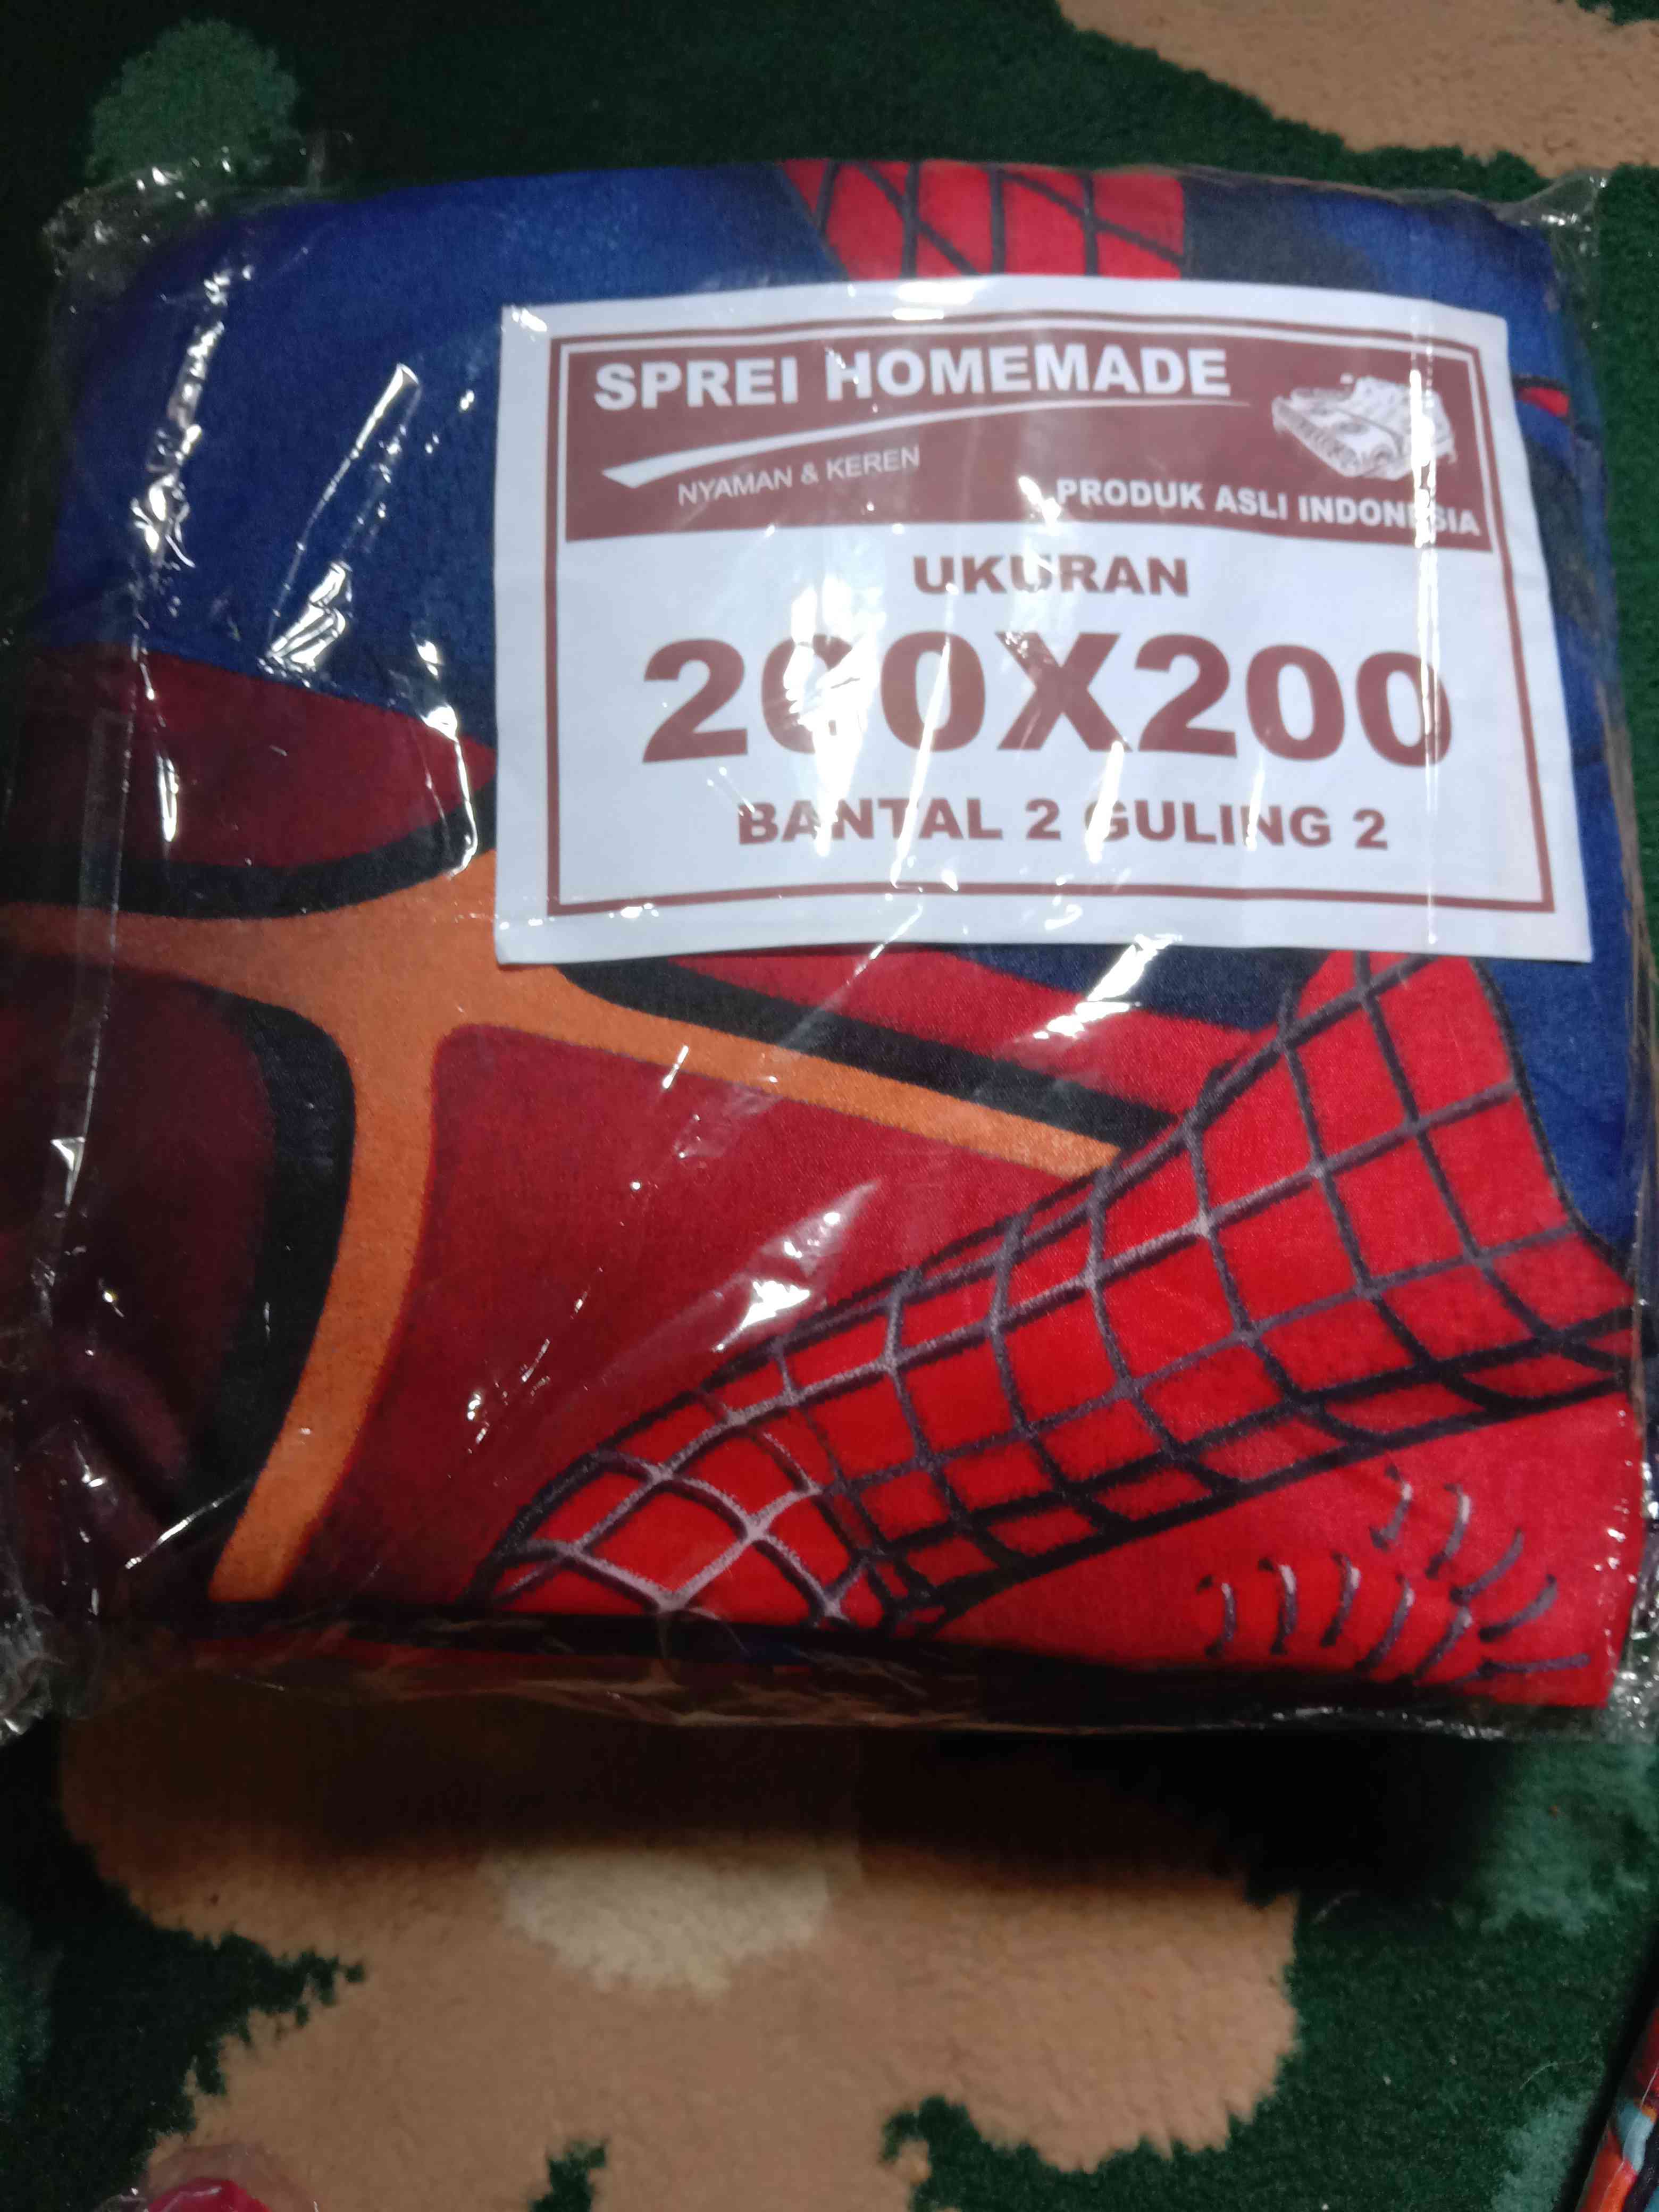 SPREI HOMEMADE
NYAMAN & KEREN
PRODUK ASLI INDONESIA
UKURAN
200X200
BANTAL 2 GULING 2